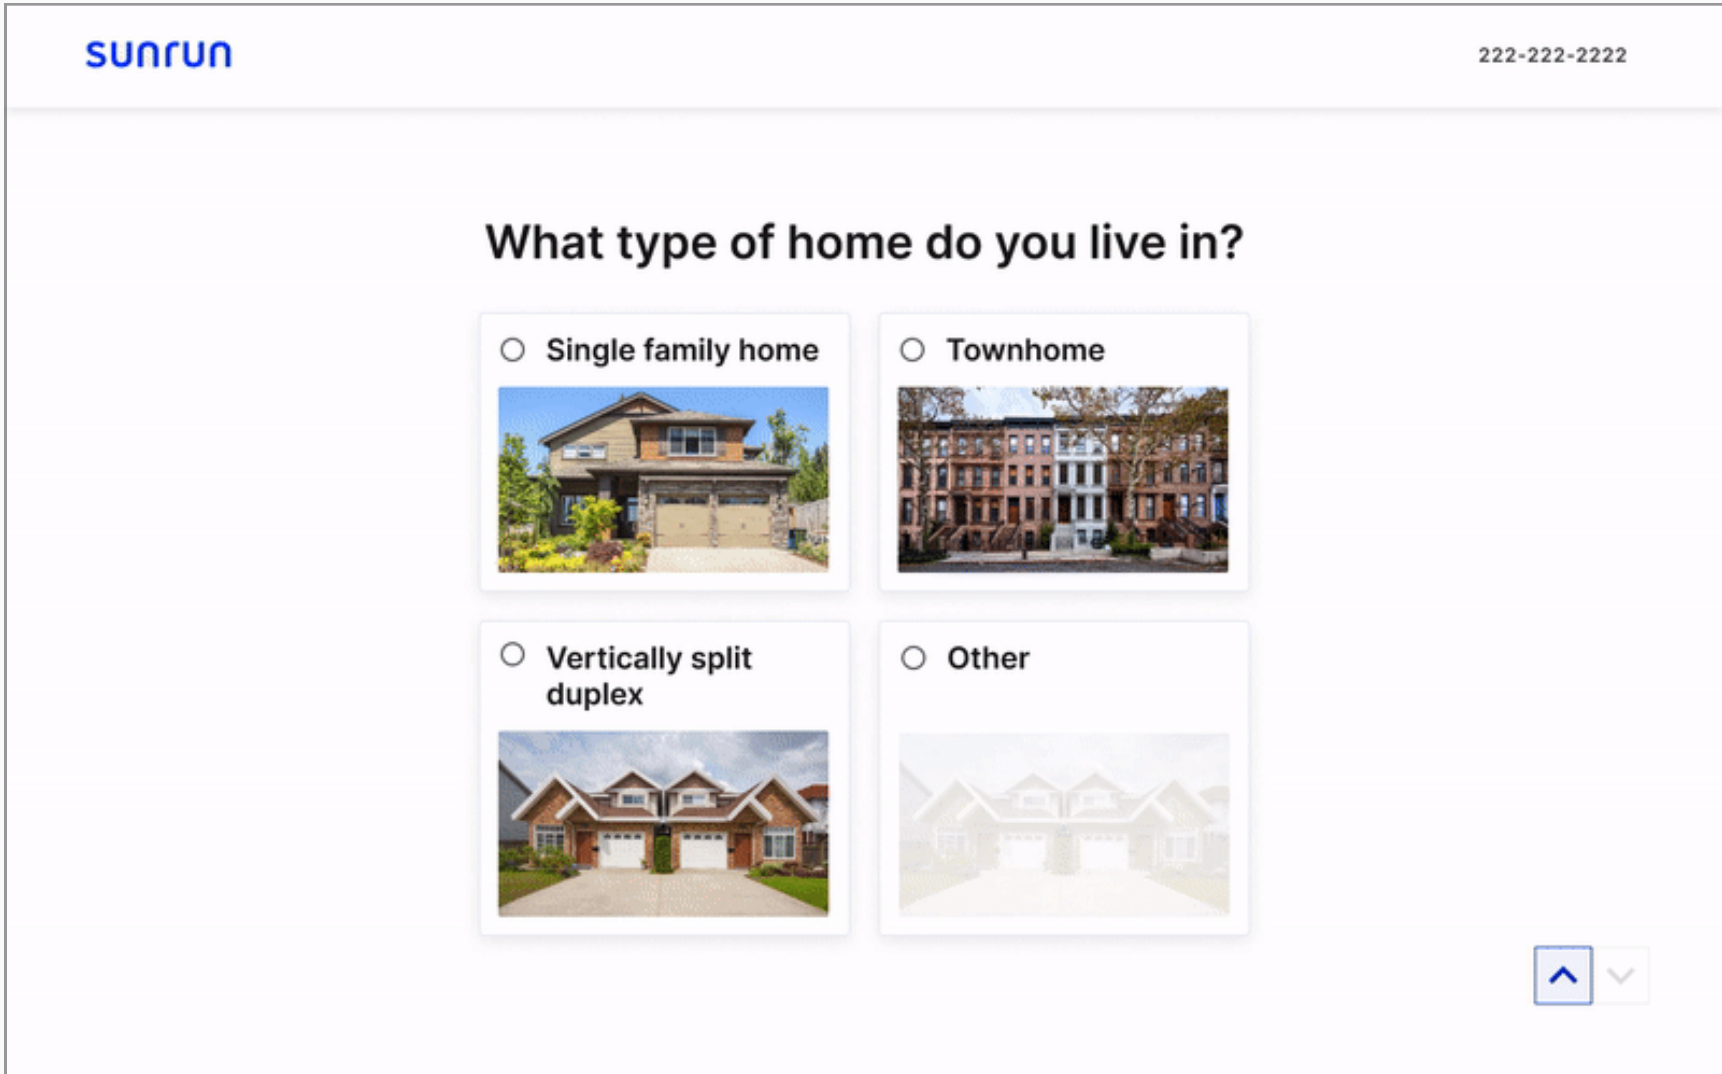 sunrun
222-222-2222
What type of home do you live in?
Single family home
Townhome
Vertically split
duplex
Other